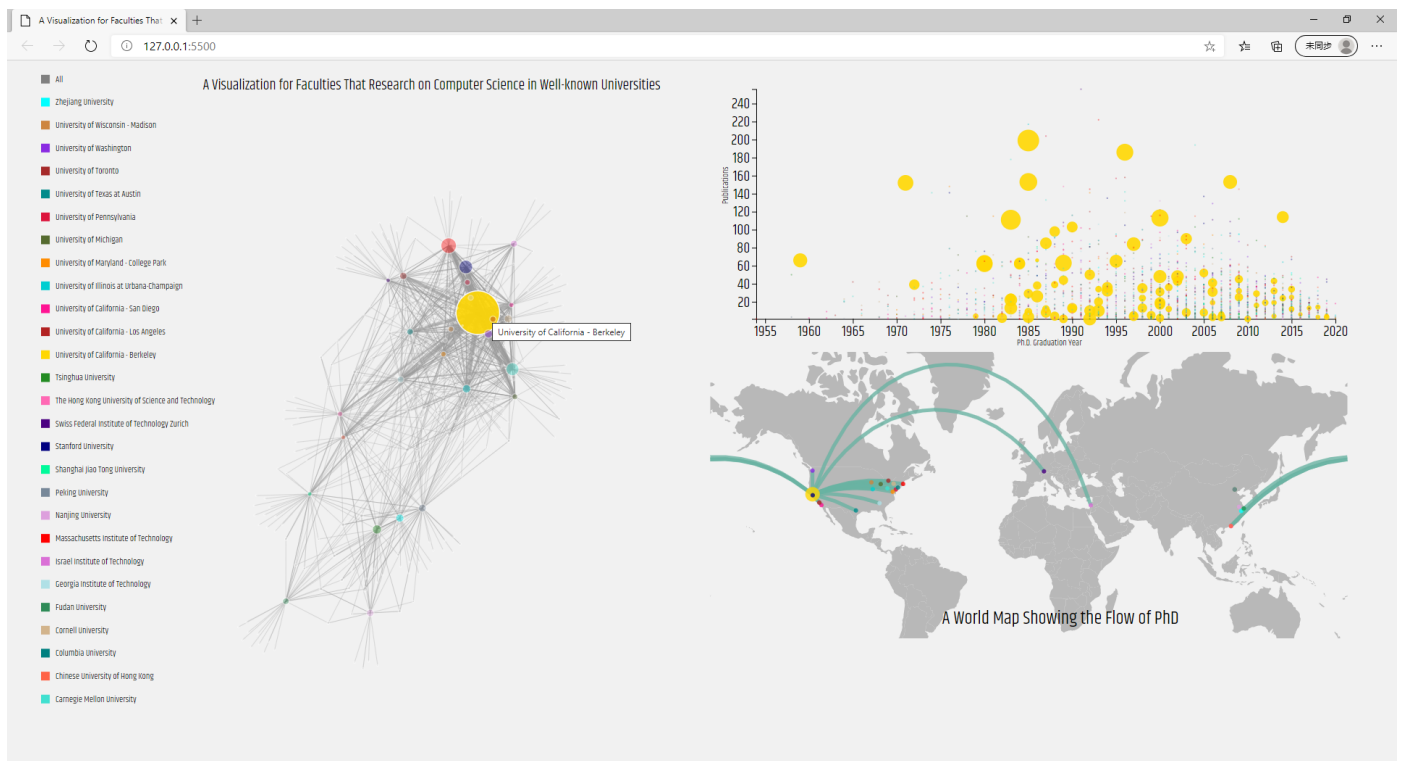 A Visualization for Faculties That
127.0.0.1:5500
未同步
All
Zhejiang University
University of Wisconsin - Madison
University of Washington
University of Toronto
University of Texas at Austin
University of Pennsylvania
University of Michigan
University of Maryland - College Park
University of Illinois at Urbana-Champaign
University of California - San Diego
University of California - Los Angeles
University of California - Berkeley
Tsinghua University
The Hong Kong University of Science and Technology
Swiss Federal Institute of Technology Zurich
Stanford University
Shanghai Jiao Tong University
Peking University
Nanjing University
Massachusetts Institute of Technology
Israel Institute of Technology
Georgia Institute of Technology
Fudan University
Cornell University
Columbia University
Chinese University of Hong Kong
Carnegie Mellon University
A Visualization for Faculties That Research on Computer Science in Well-known Universities
University of California - Berkeley
Publications
240
220
200
180
160
140
120
100
80
60
40
20
1955 1960 1965 1970 1975 1980 1985 1990 1995 2000 2005 2010 2015 2020
Ph.D. Graduation Year
A World Map Showing the Flow of PhD